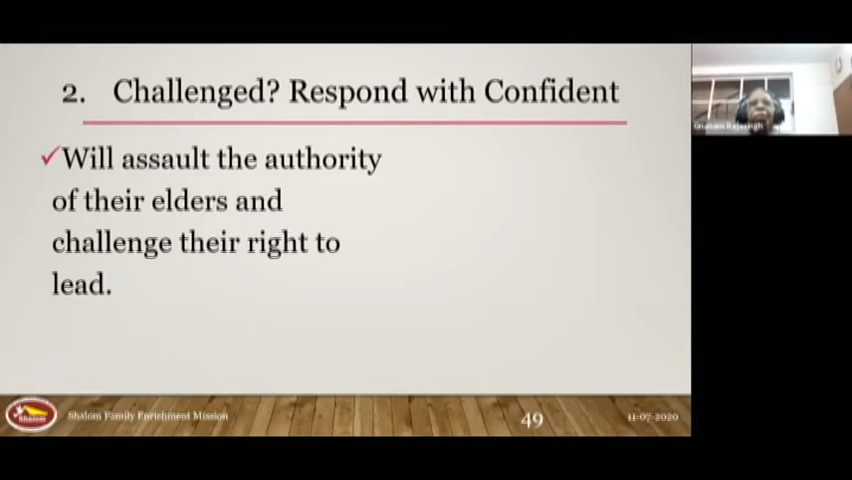 2. Challenged? Respond with Confident
✓Will assault the authority
of their elders and
challenge their right to
lead.
Shalom
Shalom Family Enrichment Mission
49
11-07-2020